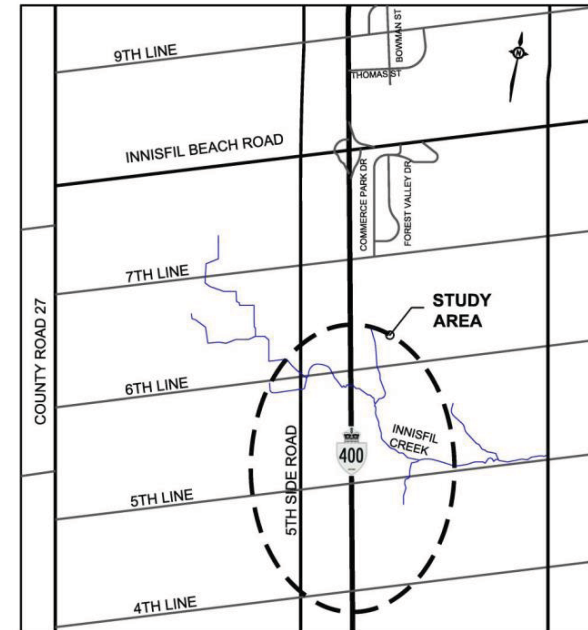 9TH LINE
BOWMAN ST
THOMAS ST
N
INNISFIL BEACH ROAD
COMMERCE PARK DR
FOREST VALLEY DR
7TH LINE
COUNTY ROAD 27
STUDY
AREA
6TH LINE
INNISFIL
CREEK
400
5TH SIDE ROAD
5TH LINE
4TH LINE